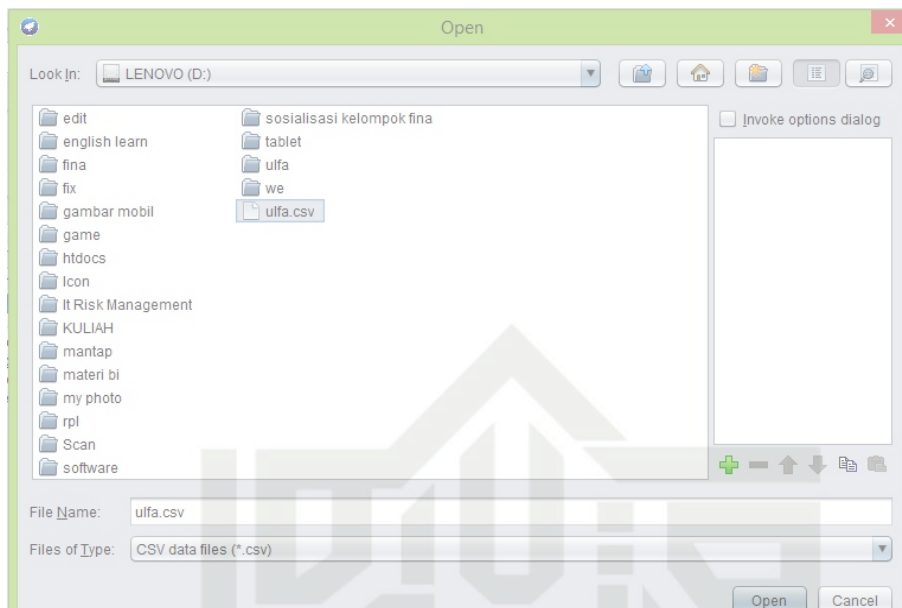 Open
Look In: LENOVO (D:)
edit
english learn
fina
fix
gambar mobil
game
htdocs
Icon
It Risk Management
KULIAH
mantap
materi bi
my photo
rpl
Scan
software
sosialisasi kelompok fina
tablet
ulfa
we
ulfa.csv
Invoke options dialog
File Name: ulfa.csv
Files of Type: CSV data files (*.csv)
Open Cancel